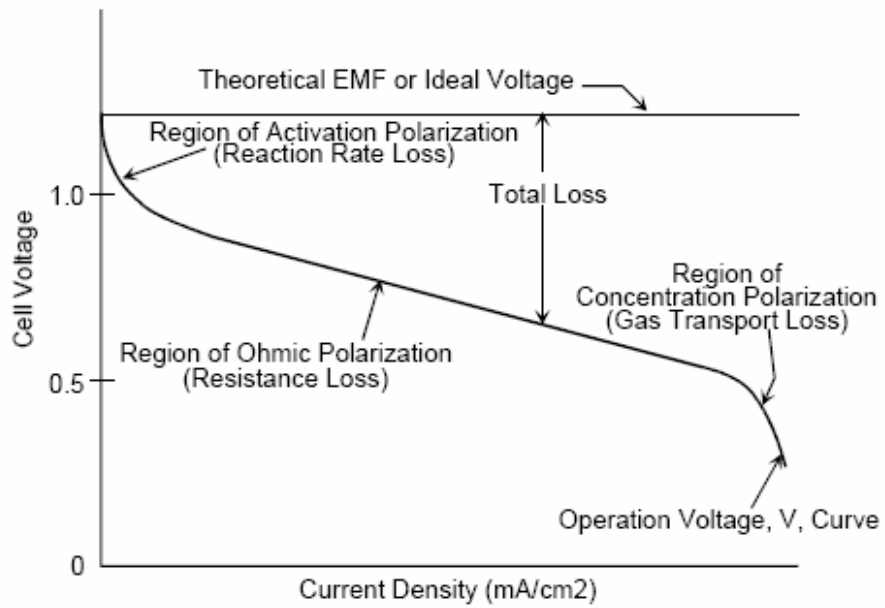 Theoretical EMF or Ideal Voltage
Region of Activation Polarization
(Reaction Rate Loss)
Total Loss
1.0
Region of
Concentration Polarization
(Gas Transport Loss)
Cell Voltage
Region of Ohmic Polarization
(Resistance Loss)
0.5
Operation Voltage, V, Curve
0
Current Density (mA/cm2)